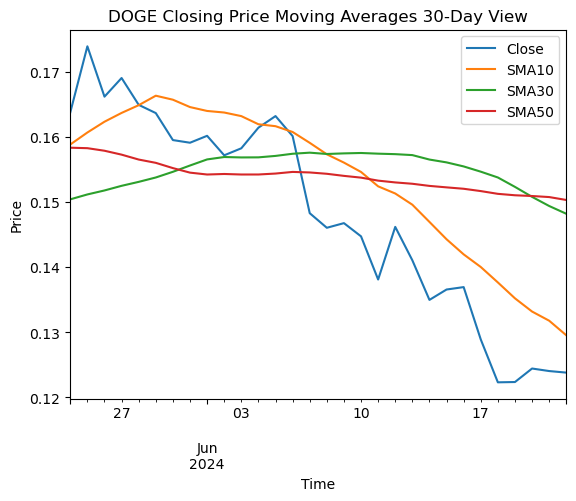 DOGE Closing Price Moving Averages 30-Day View
Close
SMA10
SMA30
SMA50
0.17
0.16
0.15
0.14
0.13
0.12
Price
27
03
10
17
Jun
2024
Time